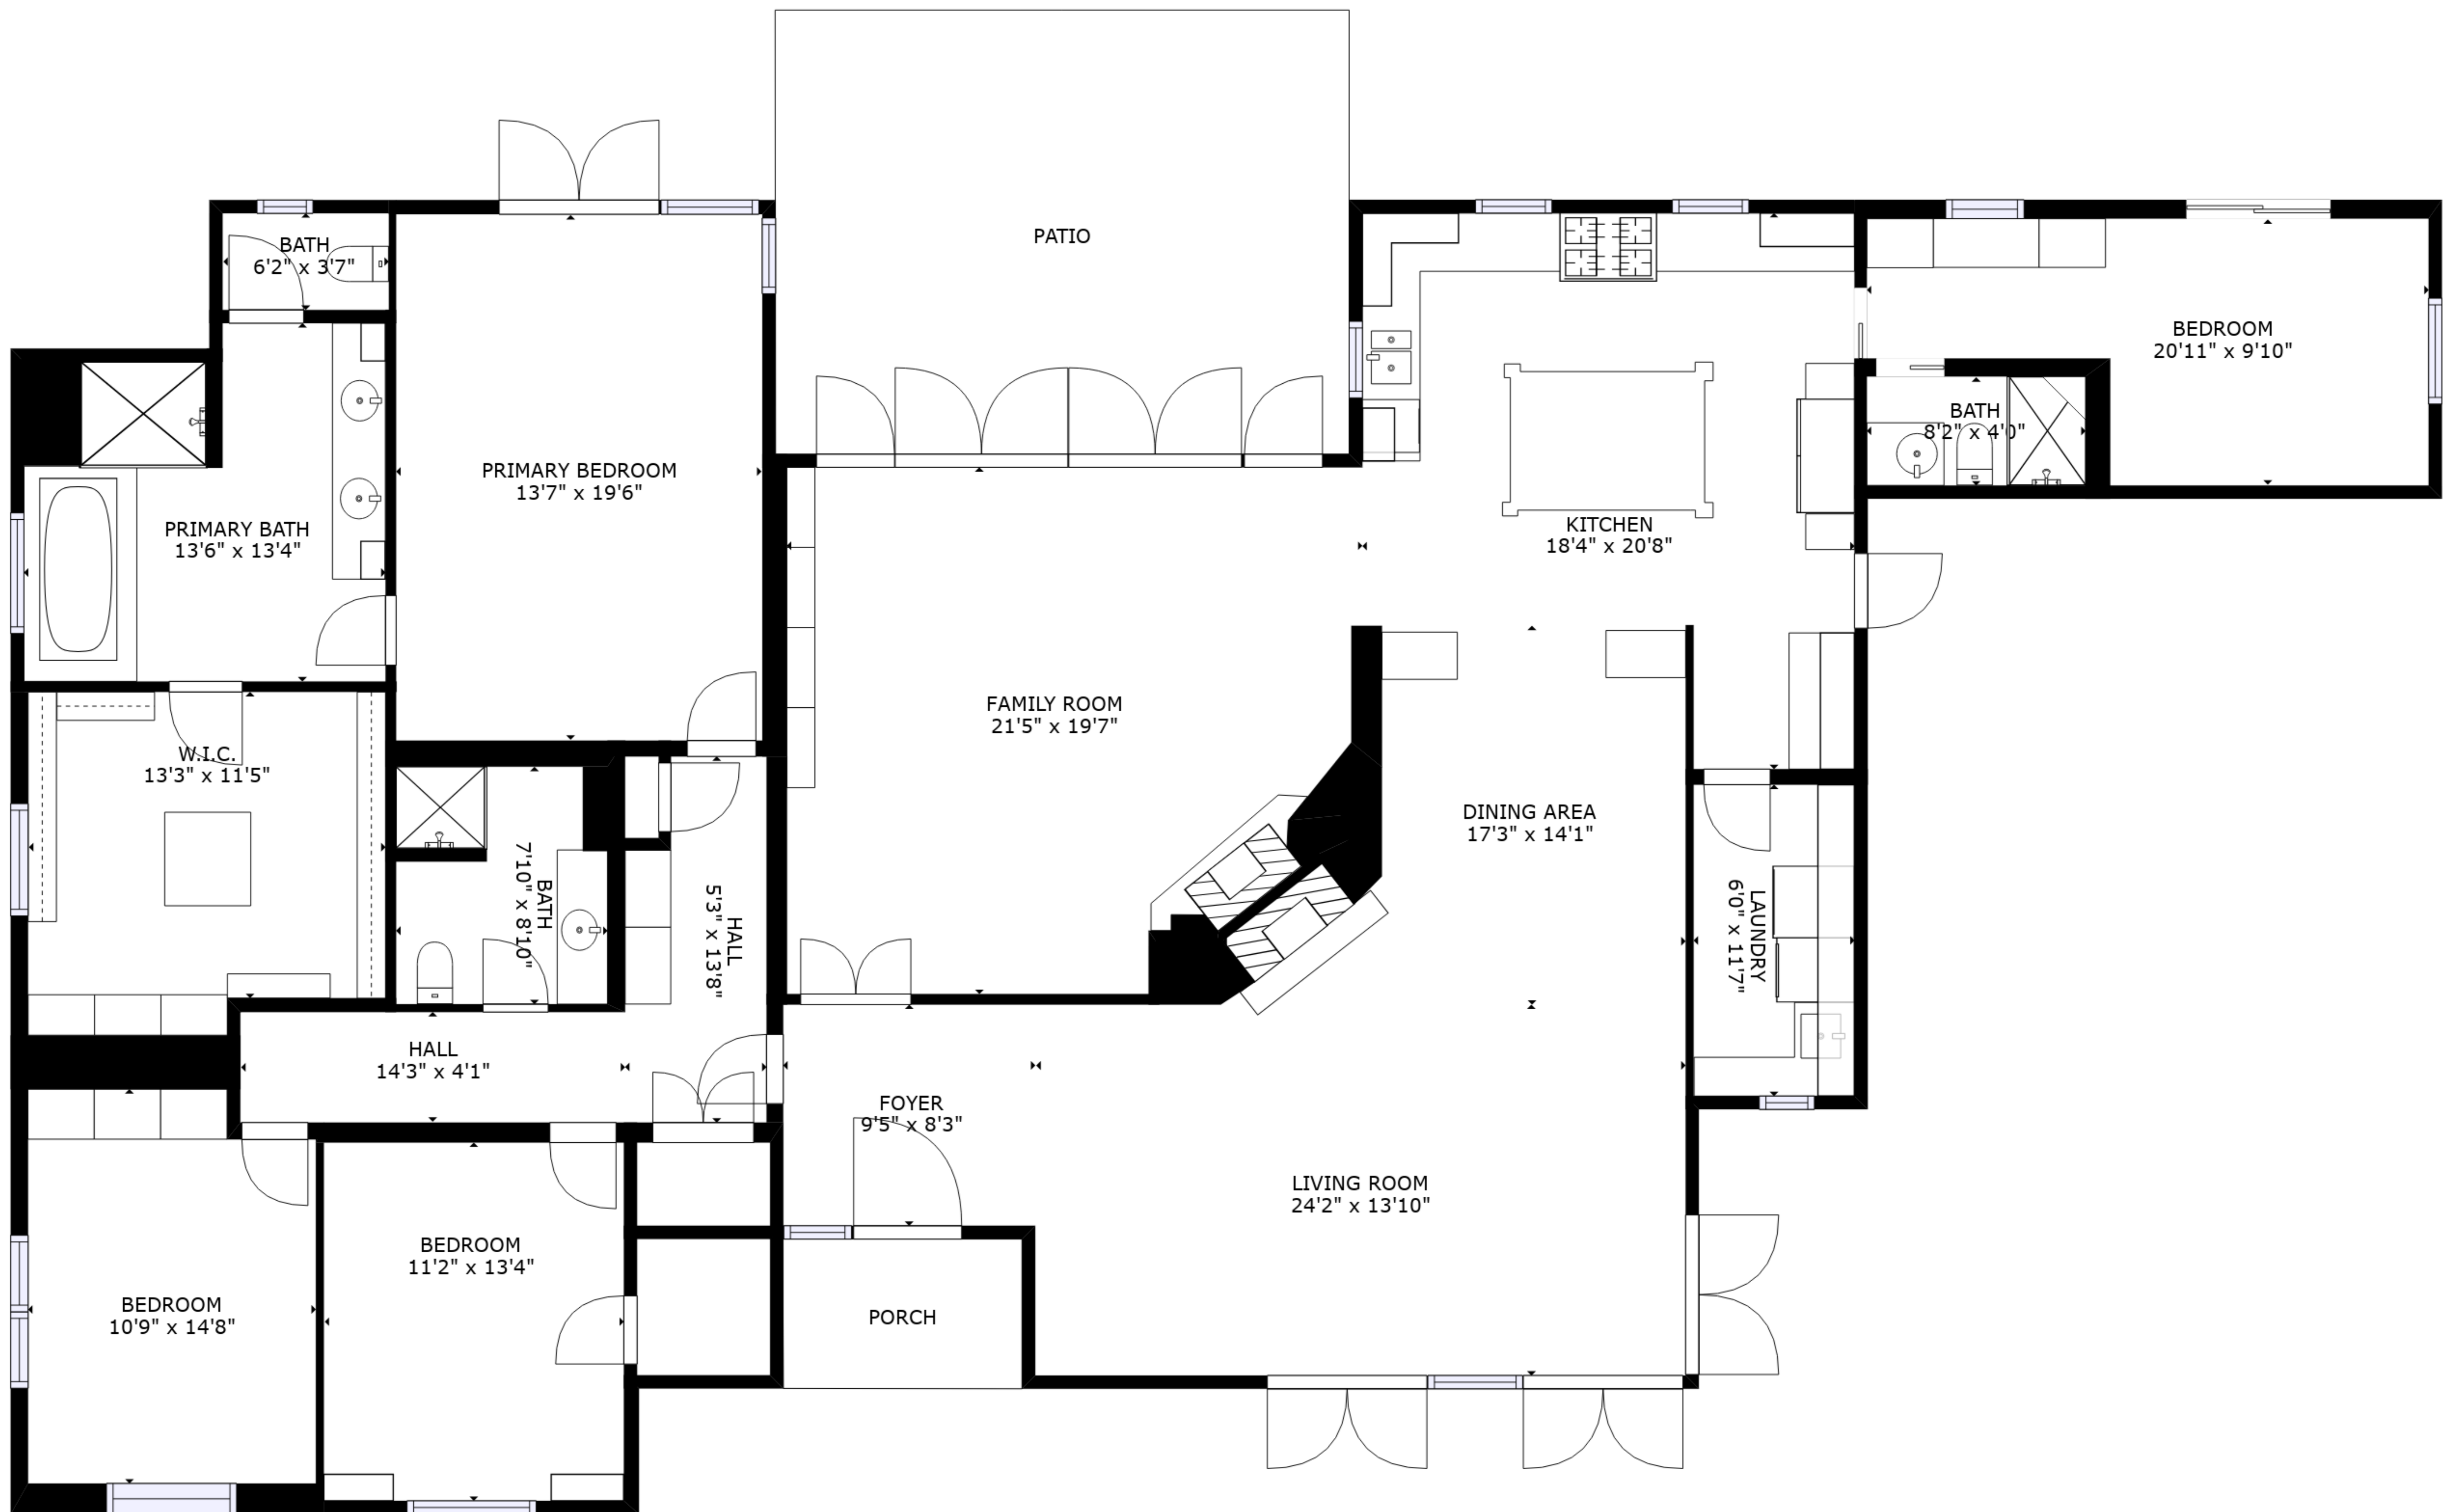 PATIO
BATH
6'2" x 3'7"
BEDROOM
20'11" x 9'10"
BATH
8'2" x 4'0"
PRIMARY BEDROOM
13'7" x 19'6"
PRIMARY BATH
13'6" x 13'4"
KITCHEN
18'4" x 20'8"
FAMILY ROOM
21'5" x 19'7"
W.I.C.
13'3" x 11'5"
DINING AREA
17'3" x 14'1"
BATH
7'10" x 8'10"
HALL
5'3" x 13'8"
LAUNDRY
6'0" x 11'7"
HALL
14'3" x 4'1"
FOYER
9'5" x 8'3"
LIVING ROOM
24'2" x 13'10"
BEDROOM
11'2" x 13'4"
BEDROOM
10'9" x 14'8"
PORCH